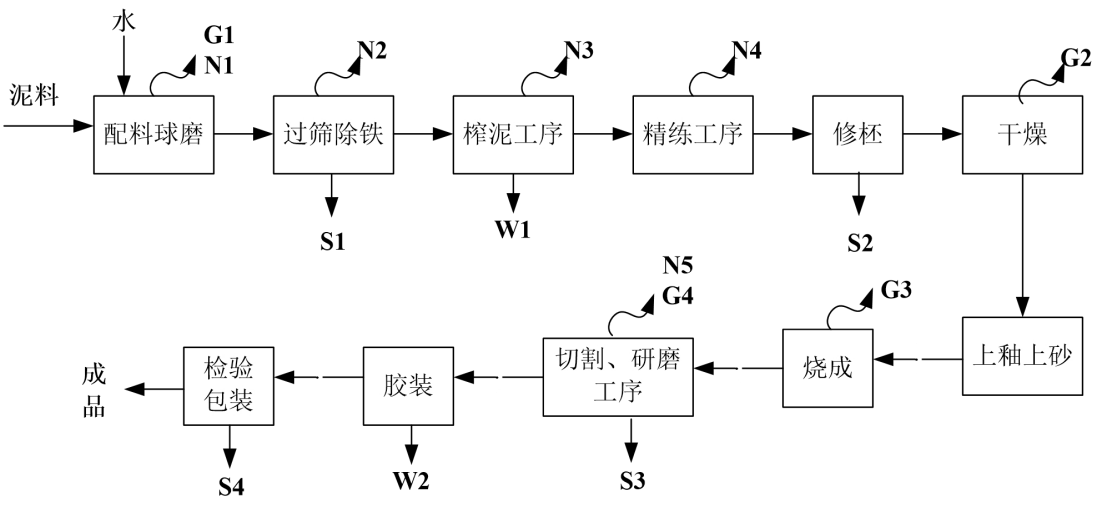 水
G1
N1
N2
N3
N4
G2
泥料
配料球磨
过筛除铁
榨泥工序
精练工序
修柸
干燥
S1
W1
S2
N5
G4
G3
成
品
检验
包装
胶装
切割、研磨
工序
烧成
上釉上砂
S4
W2
S3